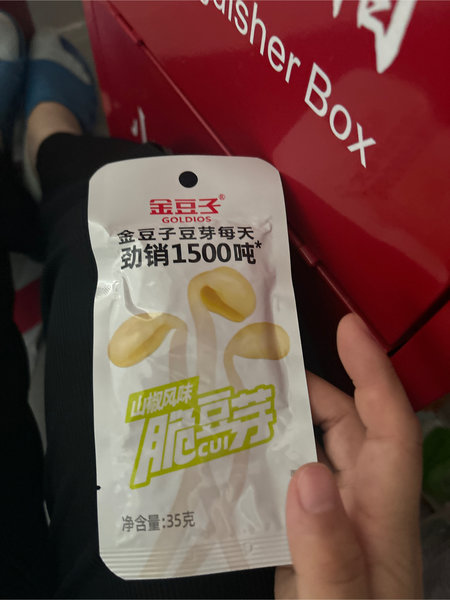 uisher Box
金豆子®
GOLDIOS
金豆子豆芽每天
劲销1500吨*
山椒风味
脆豆芽
CUI
净含量:35克